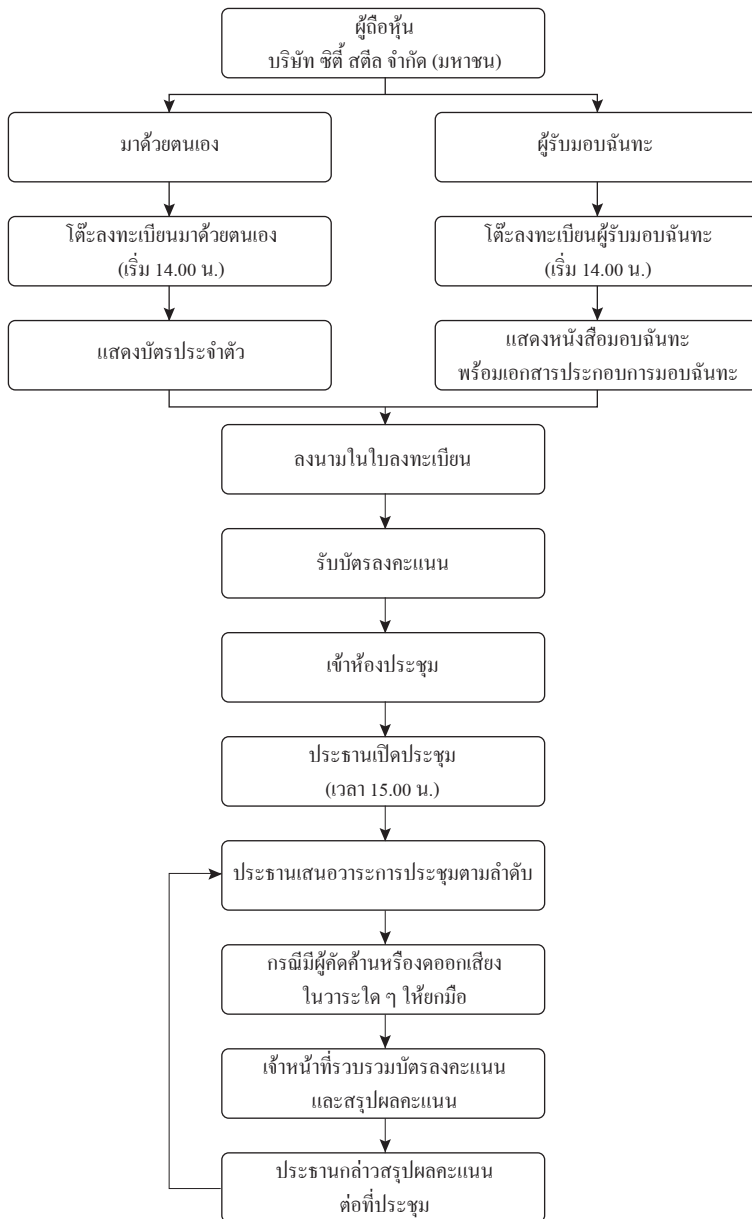 ผู้ถือหุ้น
บริษัท ซิตี้ สตีล จำกัด (มหาชน)
มาด้วยตนเอง
ผู้รับมอบฉันทะ
โต๊ะลงทะเบียนมาด้วยตนเอง
(เริ่ม 14.00 น.)
โต๊ะลงทะเบียนผู้รับมอบฉันทะ
(เริ่ม 14.00 น.)
แสดงบัตรประจำตัว
แสดงหนังสือมอบฉันทะ
พร้อมเอกสารประกอบการมอบฉันทะ
ลงนามในใบลงทะเบียน
รับบัตรลงคะแนน
เข้าห้องประชุม
ประธานเปิดประชุม
(เวลา 15.00 น.)
ประธานเสนอวาระการประชุมตามลำดับ
กรณีมีผู้คัดค้านหรืองดออกเสียง
ในวาระใด ๆ ให้ยกมือ
เจ้าหน้าที่รวบรวมบัตรลงคะแนน
และสรุปผลคะแนน
ประธานกล่าวสรุปผลคะแนน
ต่อที่ประชุม